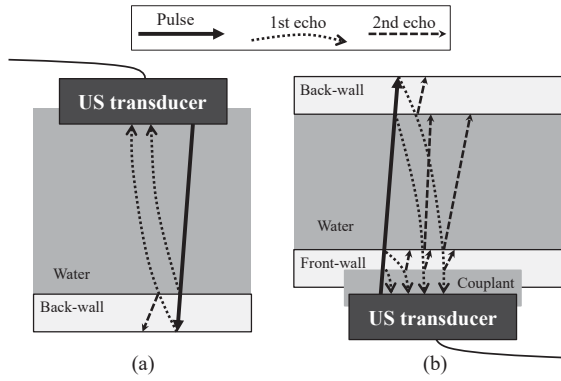 Pulse 1st echo 2nd echo
US transducer
Water
Back-wall
(a)
Back-wall
Water
Front-wall
Couplant
US transducer
(b)